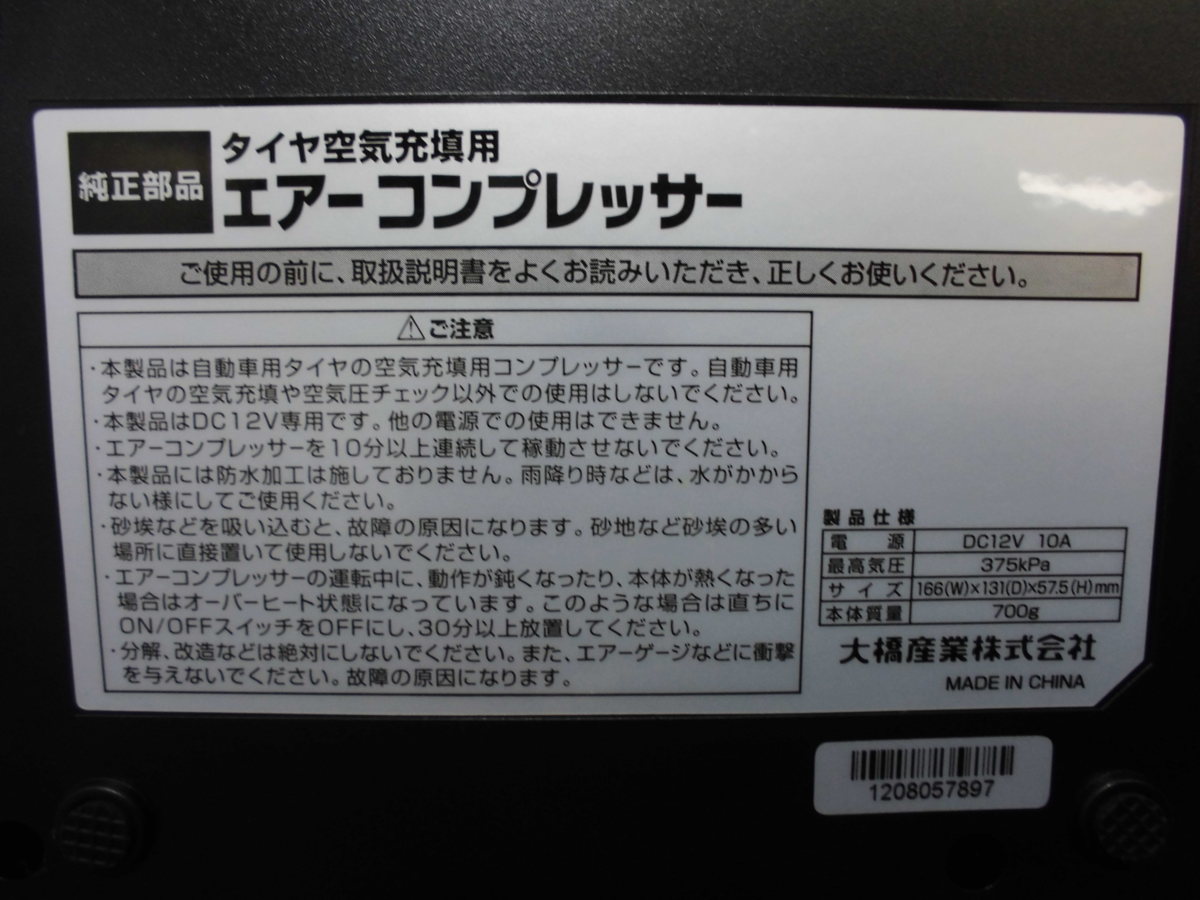 純正部品
タイヤ空気充填用
エアーコンプレッサー
ご使用の前に、取扱説明書をよくお読みいただき、正しくお使いください。
⚠ご注意
・本製品は自動車用タイヤの空気充填用コンプレッサーです。自動車用
タイヤの空気充填や空気圧チェック以外での使用はしないでください。
・本製品はDC12V専用です。他の電源での使用はできません。
・エアーコンプレッサーを10分以上連続して稼動させないでください。
・本製品には防水加工は施しておりません。雨降り時などは、水がかから
ない様にしてご使用ください。
・砂埃などを吸い込むと、故障の原因になります。砂地など砂埃の多い
場所に直接置いて使用しないでください。
・エアーコンプレッサーの運転中に、動作が鈍くなったり、本体が熱くなった
場合はオーバーヒート状態になっています。このような場合は直ちに
ON/OFFスイッチをOFFにし、30分以上放置してください。
・分解、改造などは絶対にしないでください。また、エアーゲージなどに衝撃
を与えないでください。故障の原因になります。
製品仕様
電源 DC12V 10A
最高気圧 375kPa
サイズ 166(W)×131(D)×57.5(H)mm
本体質量 700g
大橋産業株式会社
MADE IN CHINA
1208057897